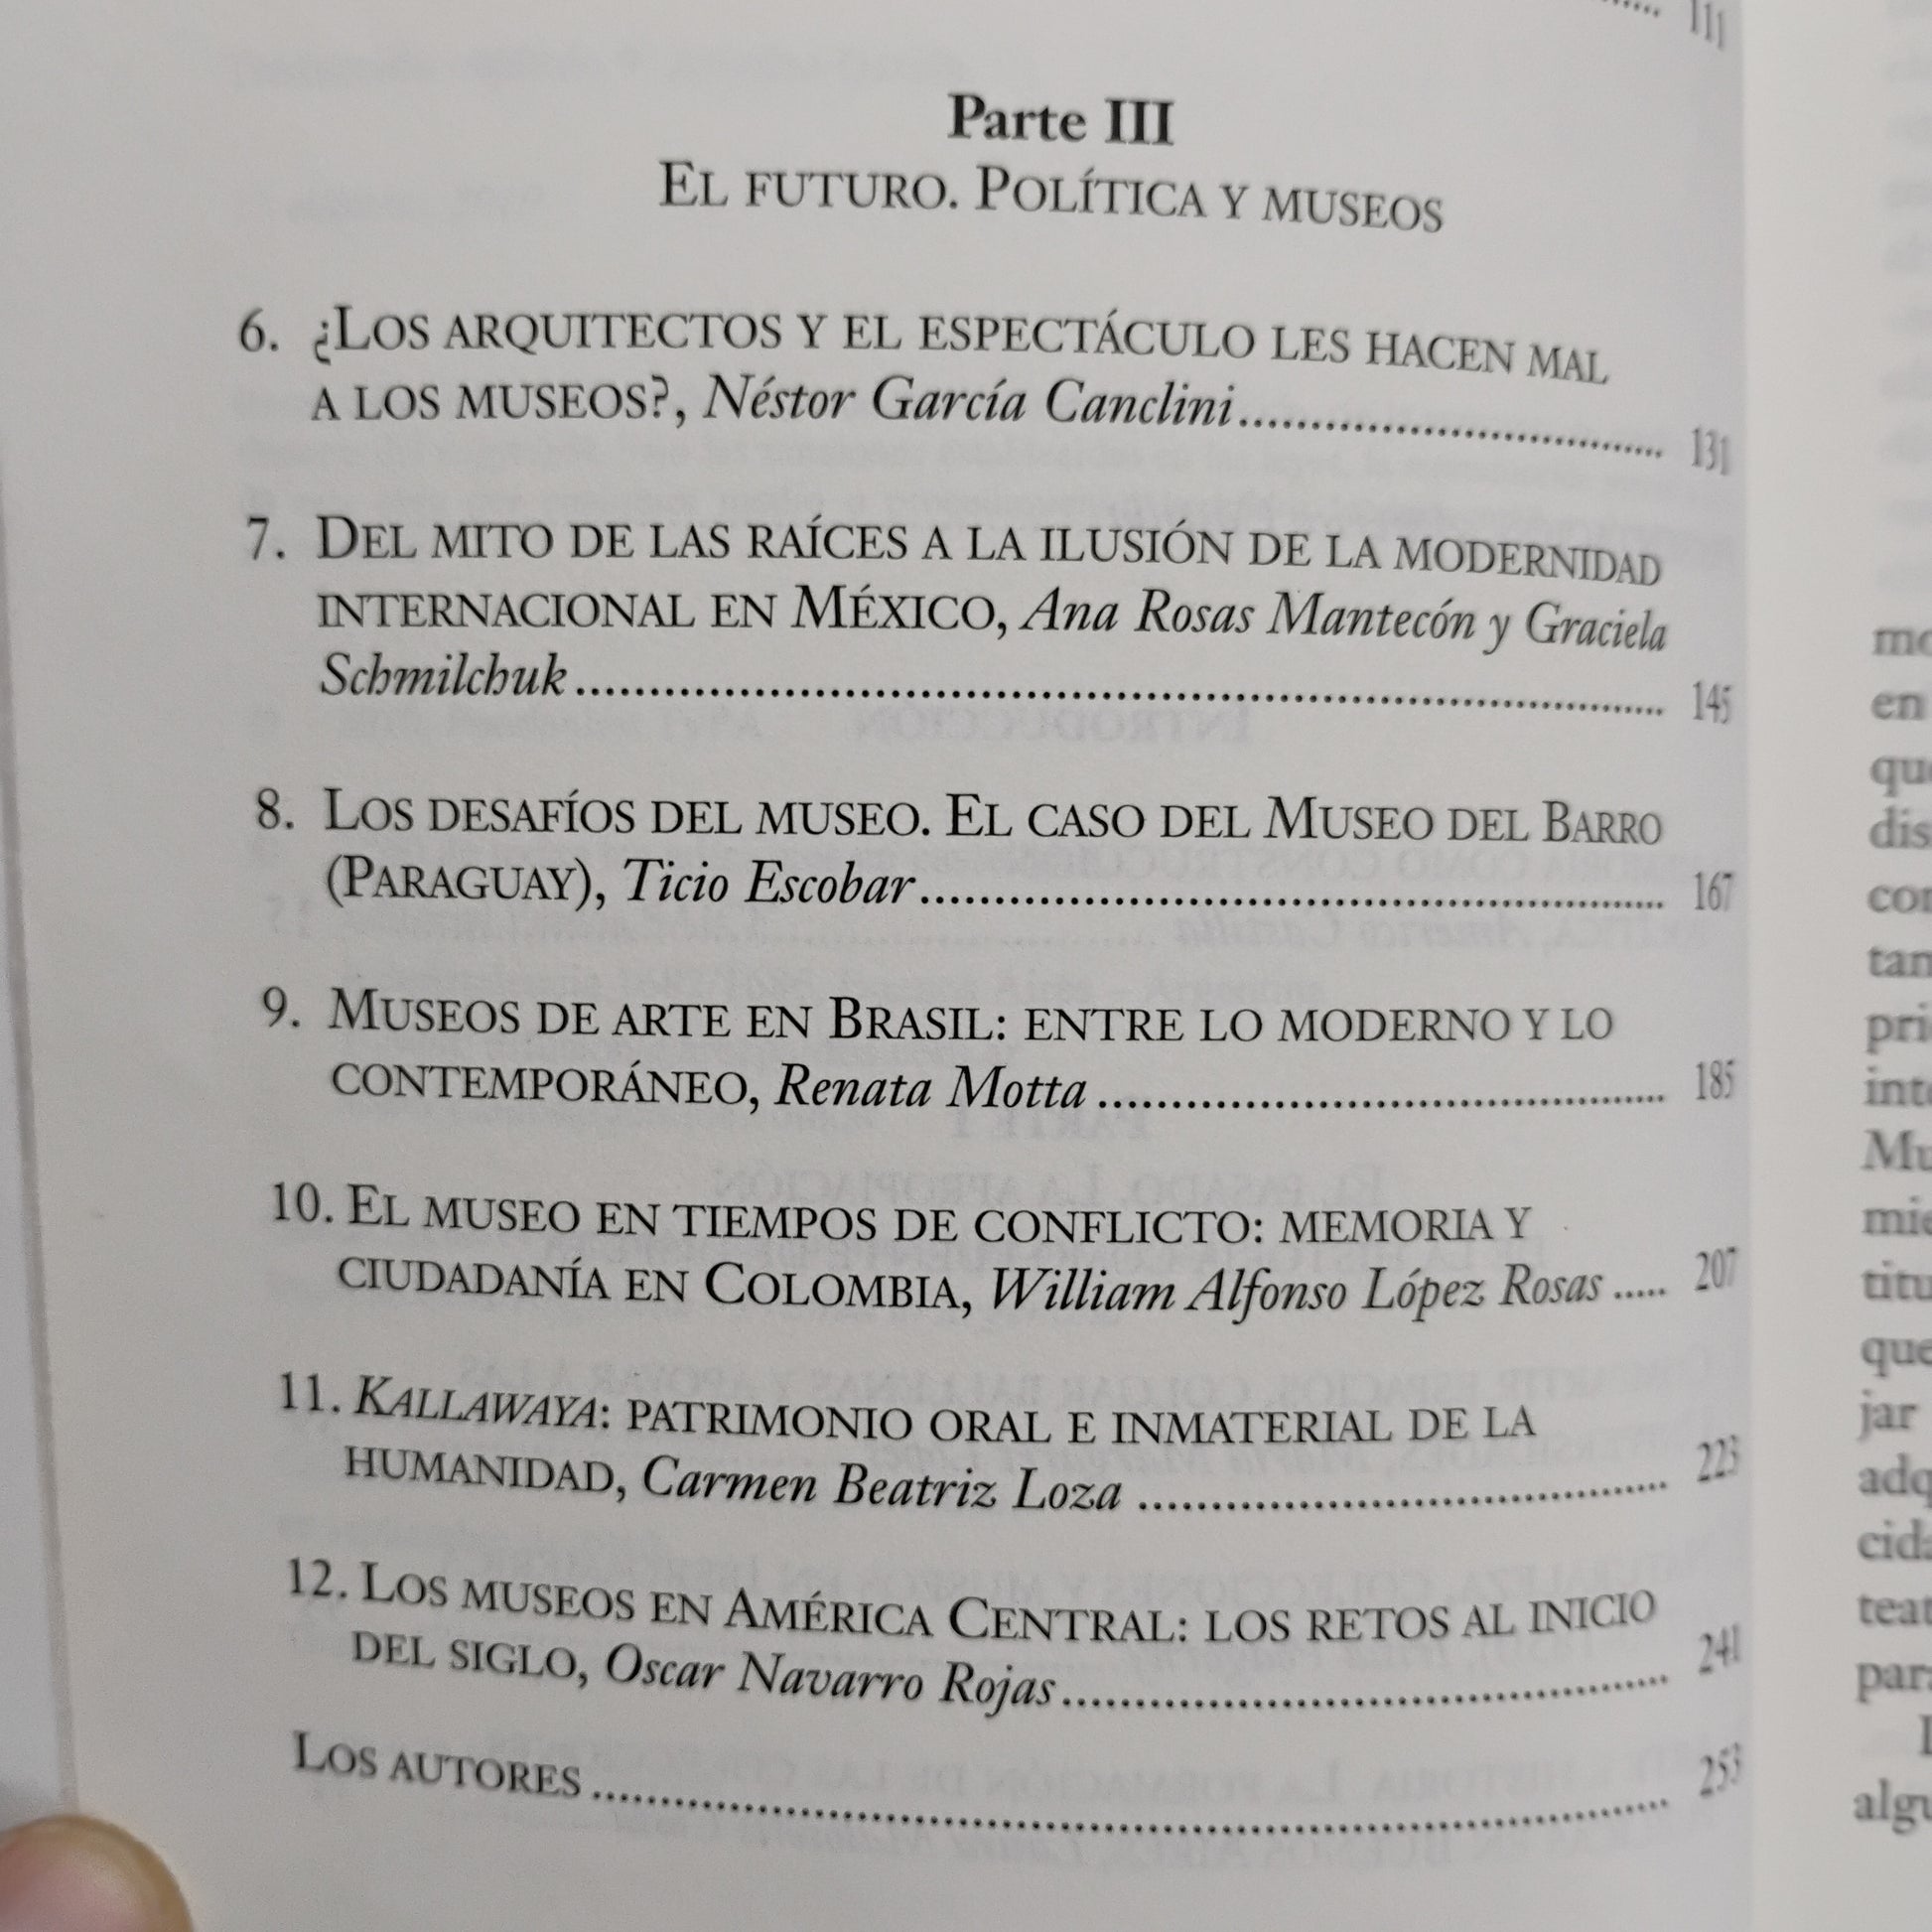 111
Parte III
El futuro. Política y museos
6. ¿Los arquitectos y el espectáculo les hacen mal
a los museos?, Néstor García Canclini 131
7. Del mito de las raíces a la ilusión de la modernidad
internacional en México, Ana Rosas Mantecón y Graciela
Schmilchuk 145
8. Los desafíos del museo. El caso del Museo del Barro
(Paraguay), Ticio Escobar 167
9. Museos de arte en Brasil: entre lo moderno y lo
contemporáneo, Renata Motta 185
10. El museo en tiempos de conflicto: memoria y
ciudadanía en Colombia, William Alfonso López Rosas 207
11. Kallawaya: patrimonio oral e inmaterial de la
humanidad, Carmen Beatriz Loza 223
12. Los museos en América Central: los retos al inicio
del siglo, Oscar Navarro Rojas 241
Los autores 253